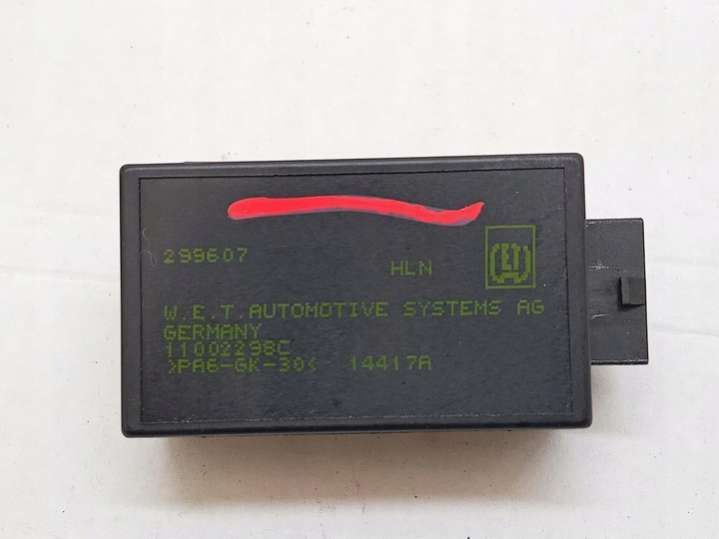 299607
HLN
W.E.T.AUTOMOTIVE SYSTEMS AG
GERMANY
11002298C
>PA6-GK-30< 14417A